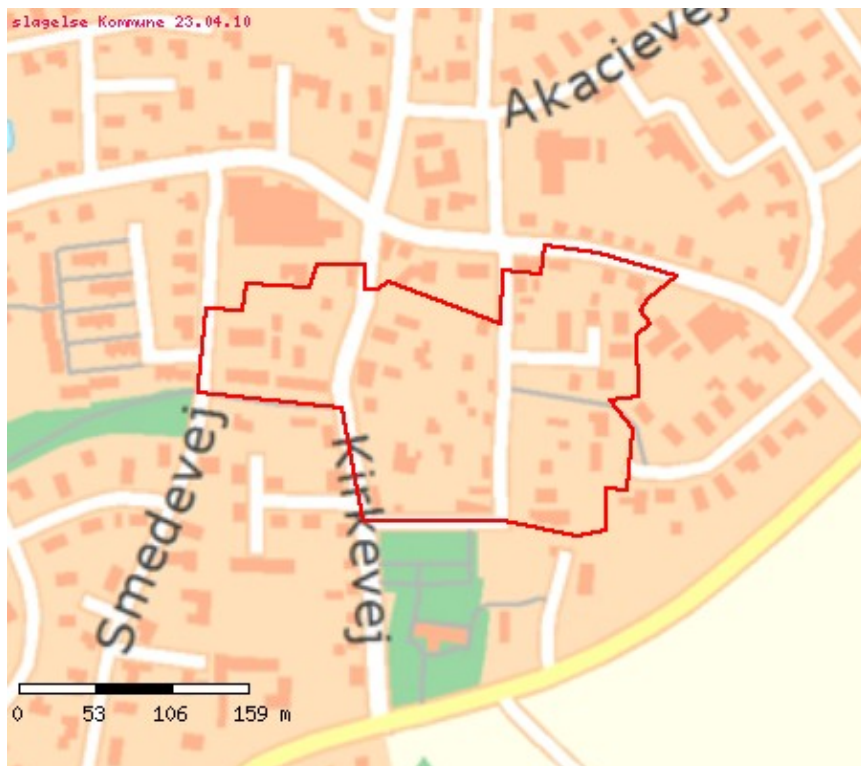 slagelse Kommune 23.04.10
Akacievej
Smedevej
Kirkevej
0 53 106 159 m